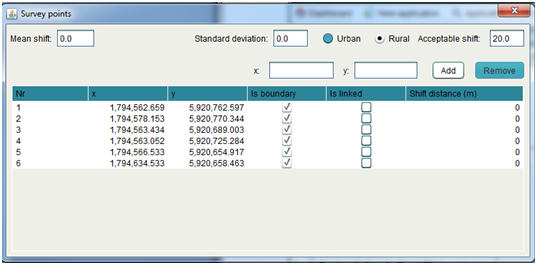 Survey points
Mean shift: 0.0 Standard deviation: 0.0 Urban Rural Acceptable shift: 20.0
x: y: Add Remove
Nr x y Is boundary Is linked Shift distance (m)
1 1,794,562.659 5,920,762.597 0
2 1,794,578.153 5,920,770.344 0
3 1,794,563.434 5,920,689.003 0
4 1,794,563.052 5,920,725.284 0
5 1,794,566.533 5,920,654.917 0
6 1,794,634.533 5,920,658.463 0